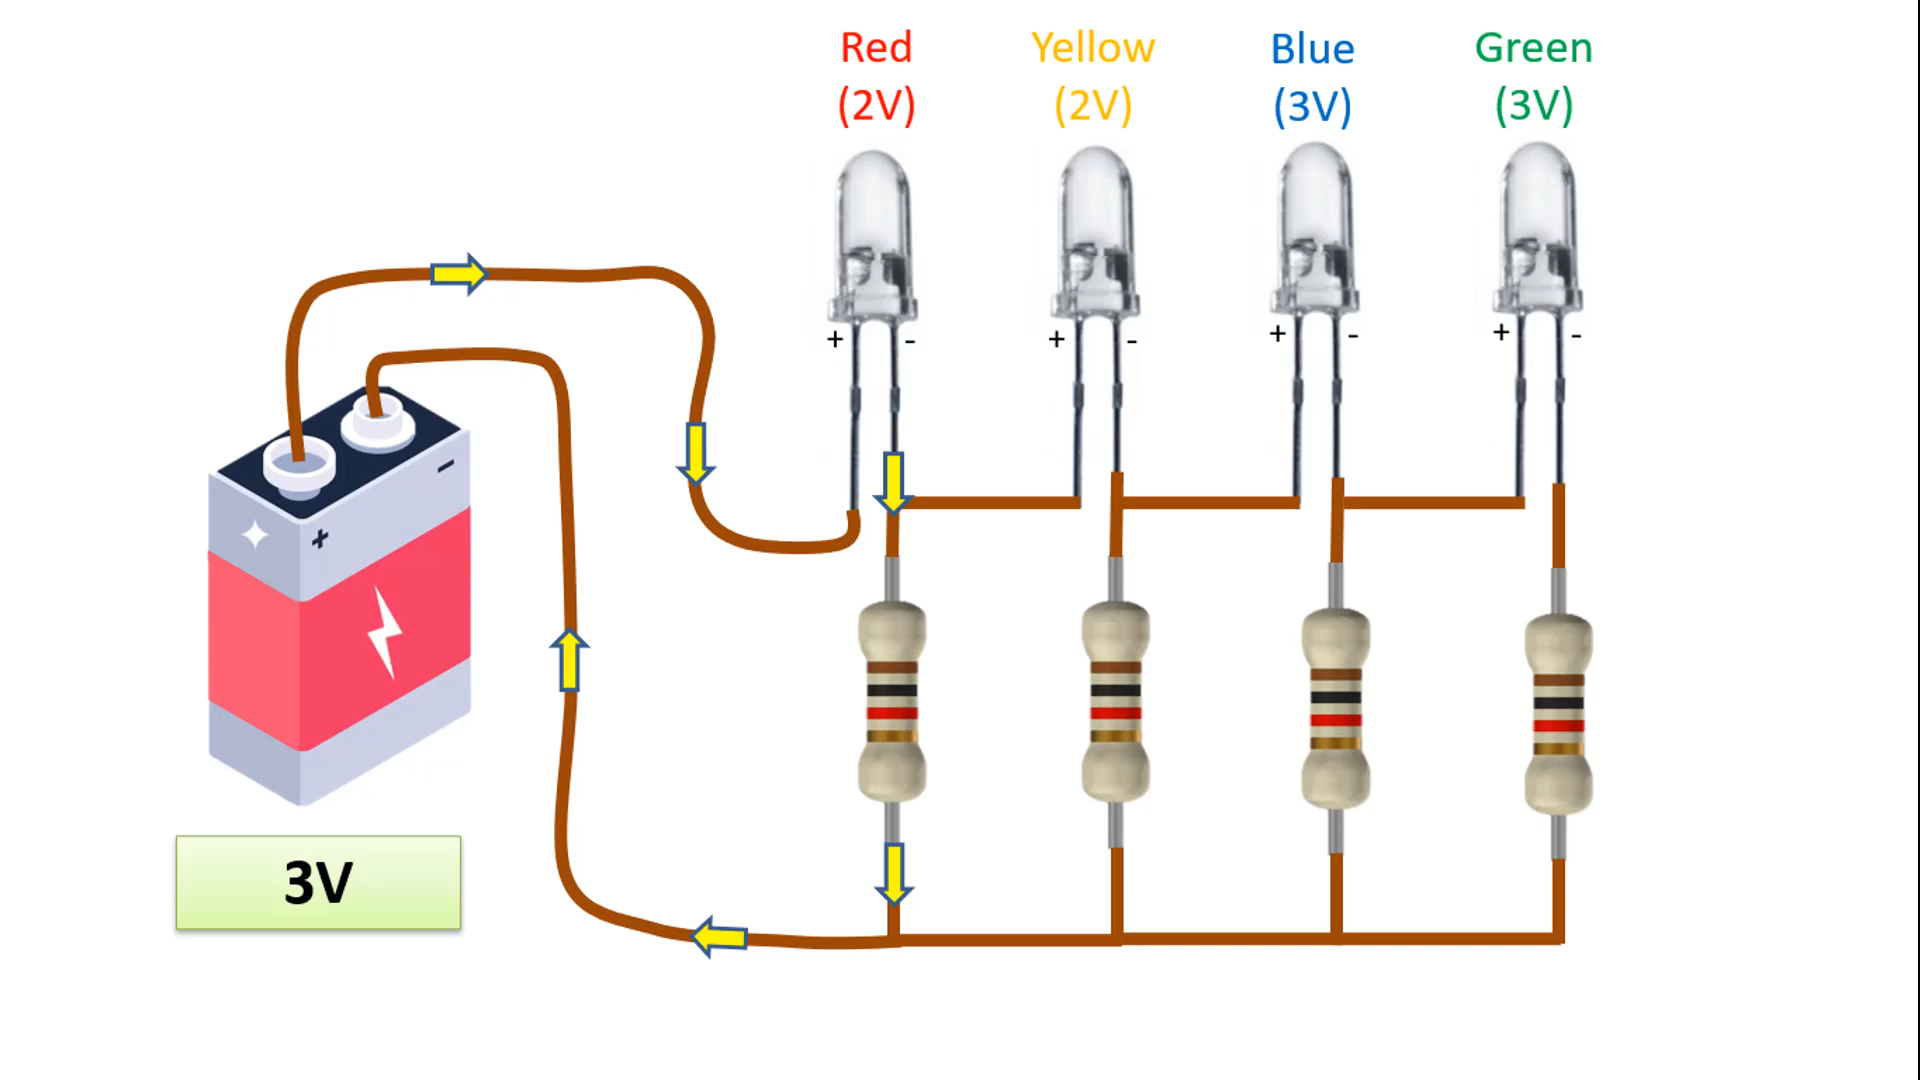 Red
(2V)
Yellow
(2V)
Blue
(3V)
Green
(3V)
+ -
+ -
+ -
+ -
-
+
3V